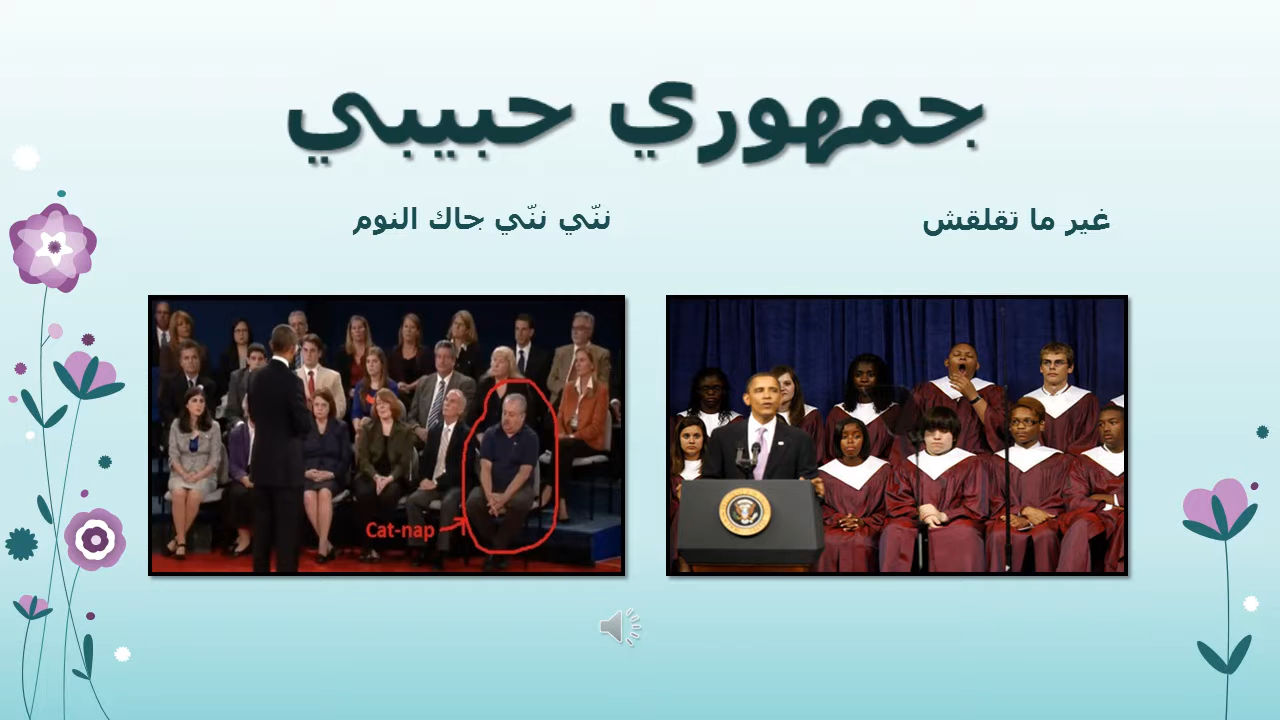 جمهوري حبيبي
غير ما تقلقش
ننّي ننّي جاك النوم
Cat-nap